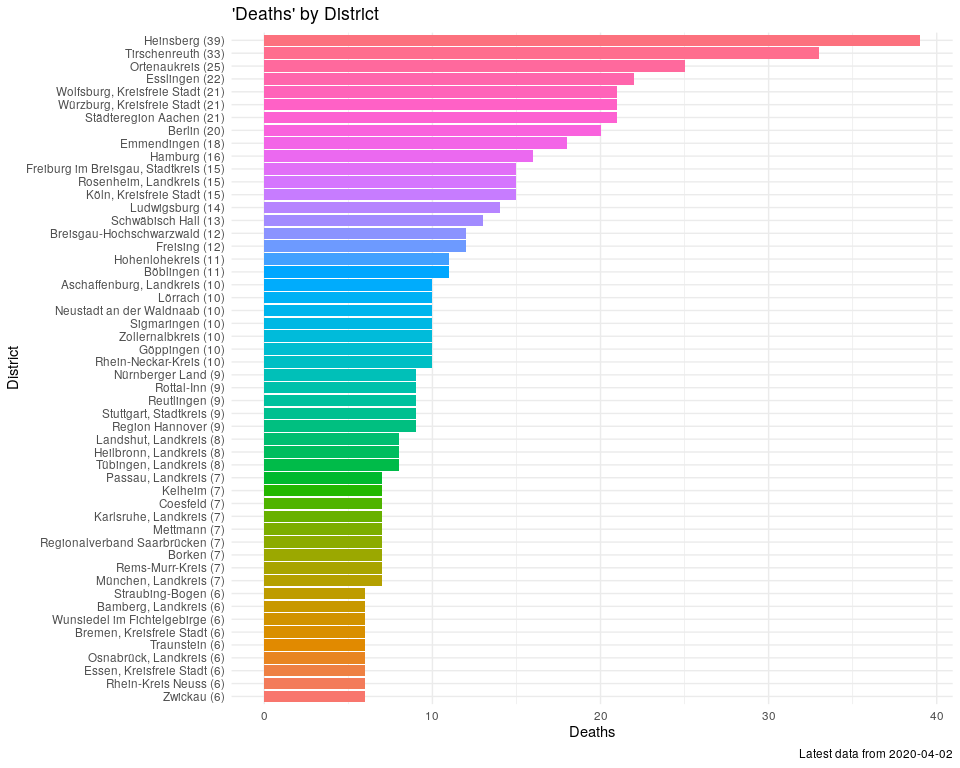 'Deaths' by District
Heinsberg (39)
Tirschenreuth (33)
Ortenaukreis (25)
Esslingen (22)
Wolfsburg, Kreisfreie Stadt (21)
Würzburg, Kreisfreie Stadt (21)
Städteregion Aachen (21)
Berlin (20)
Emmendingen (18)
Hamburg (16)
Freiburg im Breisgau, Stadtkreis (15)
Rosenheim, Landkreis (15)
Köln, Kreisfreie Stadt (15)
Ludwigsburg (14)
Schwäbisch Hall (13)
Breisgau-Hochschwarzwald (12)
Freising (12)
Hohenlohekreis (11)
Böblingen (11)
Aschaffenburg, Landkreis (10)
Lörrach (10)
Neustadt an der Waldnaab (10)
Sigmaringen (10)
Zollernalbkreis (10)
Göppingen (10)
Rhein-Neckar-Kreis (10)
Nürnberger Land (9)
Rottal-Inn (9)
Reutlingen (9)
Stuttgart, Stadtkreis (9)
Region Hannover (9)
Landshut, Landkreis (8)
Heilbronn, Landkreis (8)
Tübingen, Landkreis (8)
Passau, Landkreis (7)
Kelheim (7)
Coesfeld (7)
Karlsruhe, Landkreis (7)
Mettmann (7)
Regionalverband Saarbrücken (7)
Borken (7)
Rems-Murr-Kreis (7)
München, Landkreis (7)
Straubing-Bogen (6)
Bamberg, Landkreis (6)
Wunsiedel im Fichtelgebirge (6)
Bremen, Kreisfreie Stadt (6)
Traunstein (6)
Osnabrück, Landkreis (6)
Essen, Kreisfreie Stadt (6)
Rhein-Kreis Neuss (6)
Zwickau (6)
District
0 10 20 30 40
Deaths
Latest data from 2020-04-02